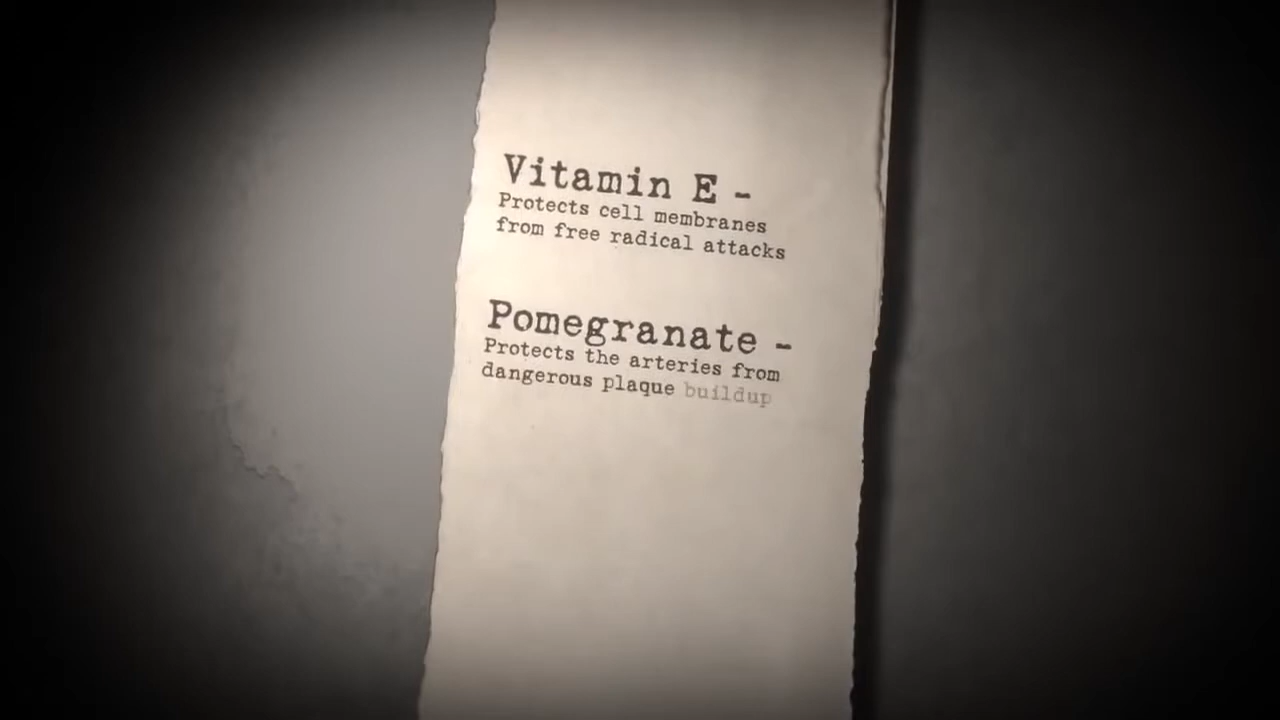 Vitamin E -
Protects cell membranes
from free radical attacks
Pomegranate -
Protects the arteries from
dangerous plaque buildup